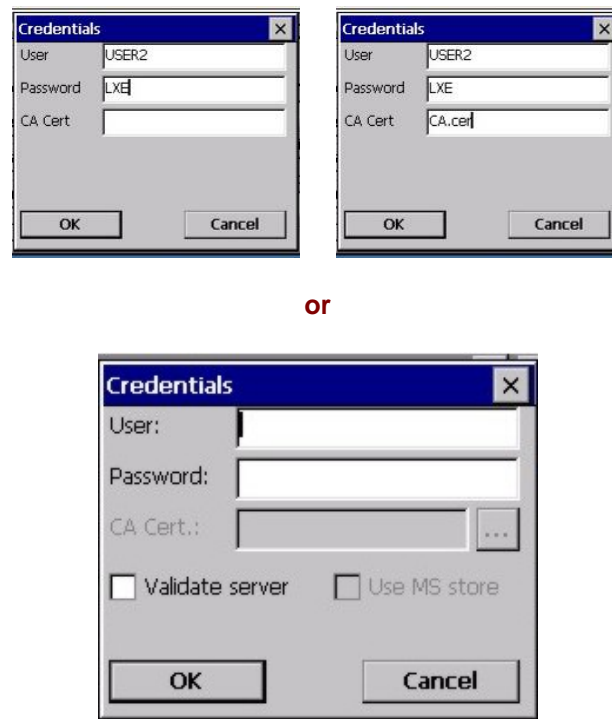 Credentials
User USER2
Password LXE
CA Cert
OK Cancel
Credentials
User USER2
Password LXE
CA Cert CA.cer
OK Cancel
or
Credentials
User:
Password:
CA Cert.: ...
Validate server Use MS store
OK Cancel